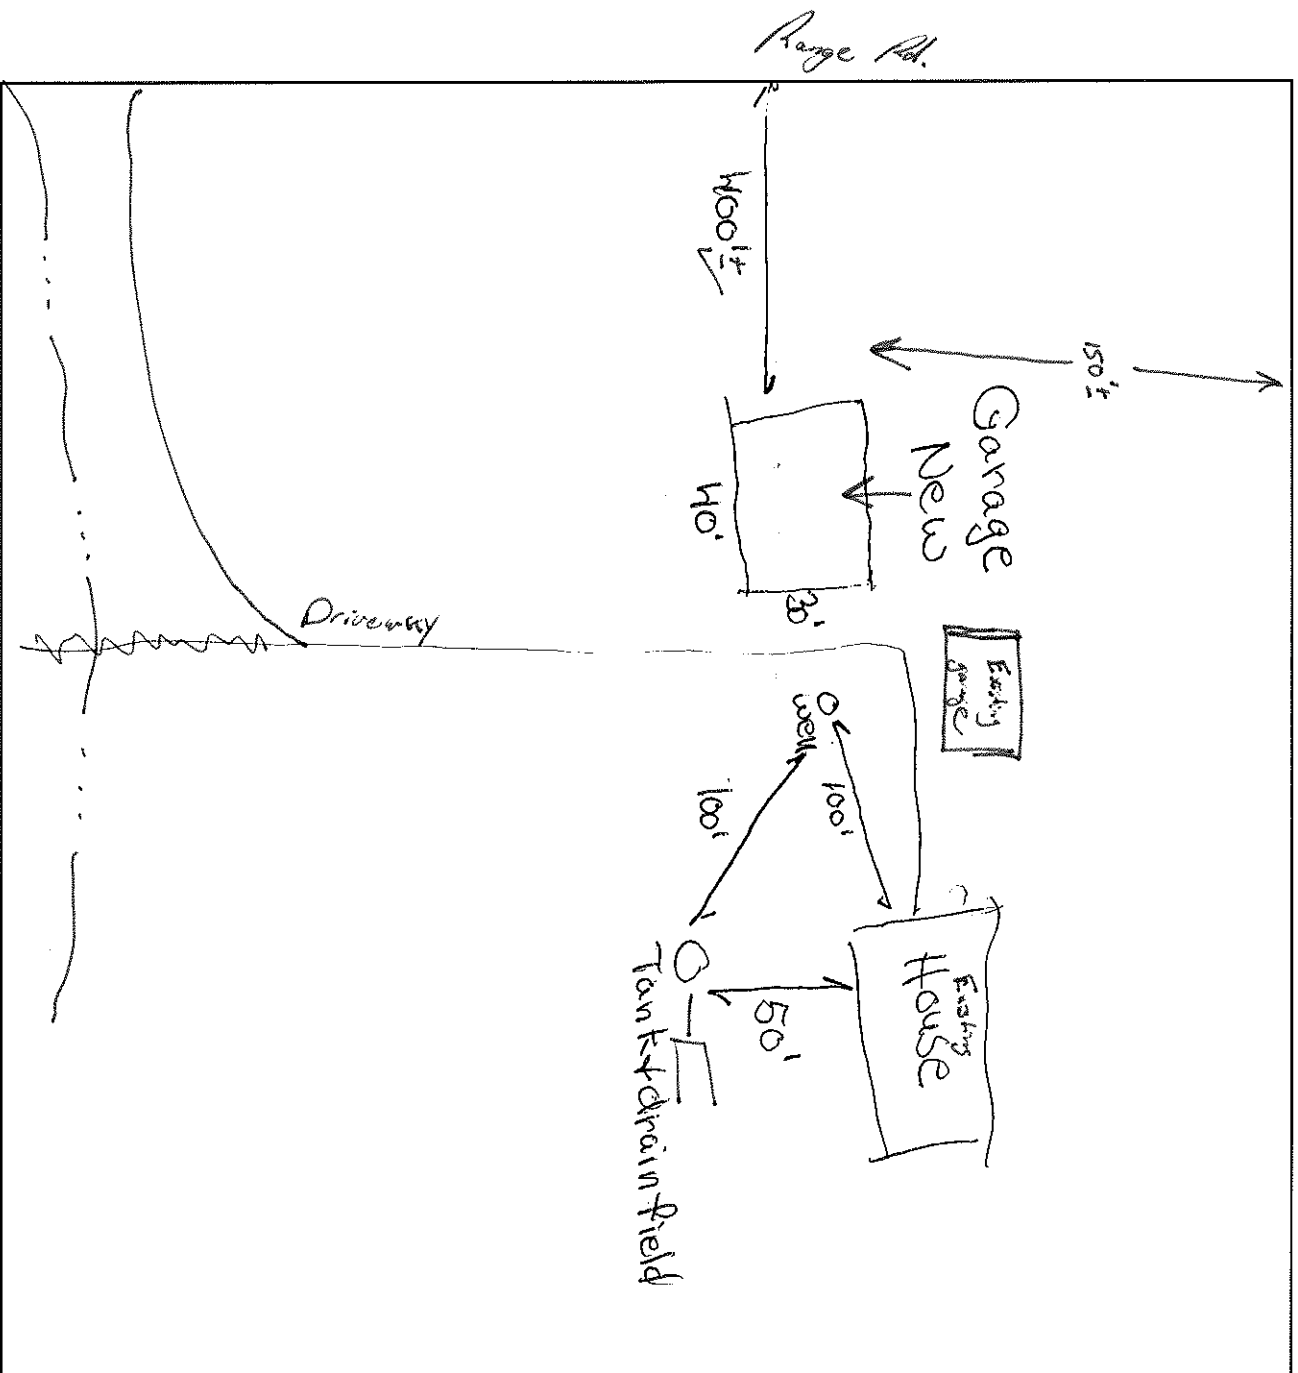 Range Rd.
400'±
150'±
Garage
New
40'
30'
Driveway
Existing
garage
well
100'
100'
Existing
House
50'
Tank + drain field